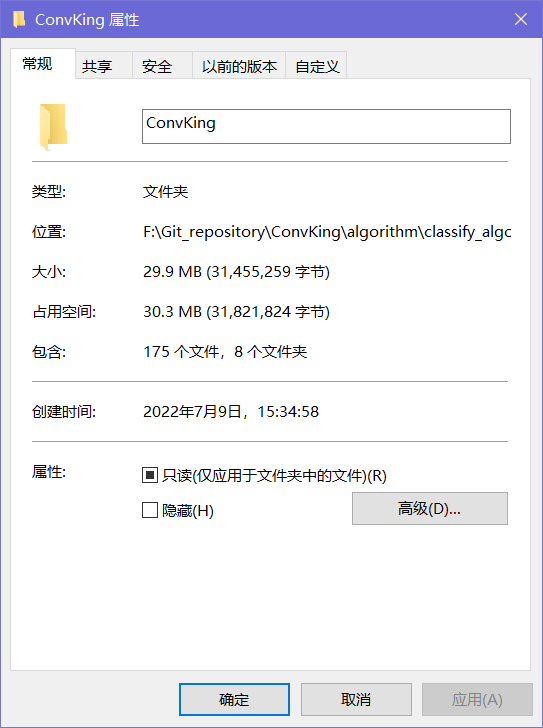 ConvKing 属性
常规 共享 安全 以前的版本 自定义
ConvKing
类型: 文件夹
位置: F:\Git_repository\ConvKing\algorithm\classify_algo
大小: 29.9 MB (31,455,259 字节)
占用空间: 30.3 MB (31,821,824 字节)
包含: 175 个文件，8 个文件夹
创建时间: 2022年7月9日，15:34:58
属性: 只读(仅应用于文件夹中的文件)(R)
隐藏(H) 高级(D)...
确定 取消 应用(A)